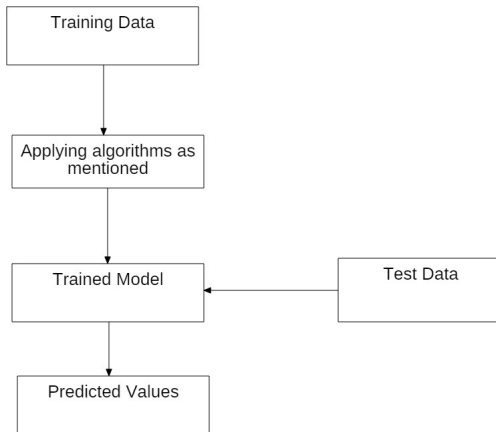 Training Data
Applying algorithms as
mentioned
Trained Model
Test Data
Predicted Values